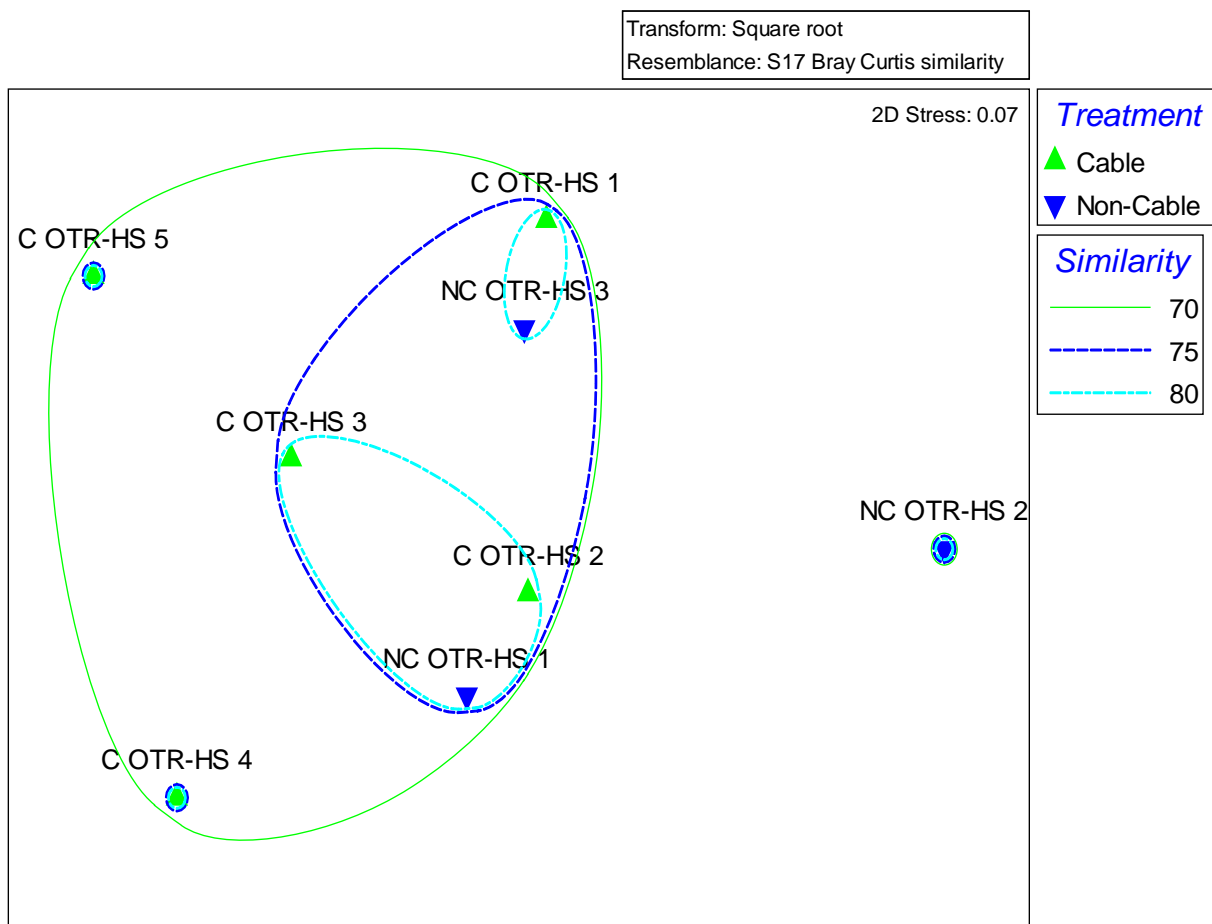 Transform: Square root
Resemblance: S17 Bray Curtis similarity
2D Stress: 0.07
Treatment
Cable
Non-Cable
Similarity
70
75
80
C OTR-HS 1
C OTR-HS 5
NC OTR-HS 3
C OTR-HS 3
NC OTR-HS 2
C OTR-HS 2
NC OTR-HS 1
C OTR-HS 4